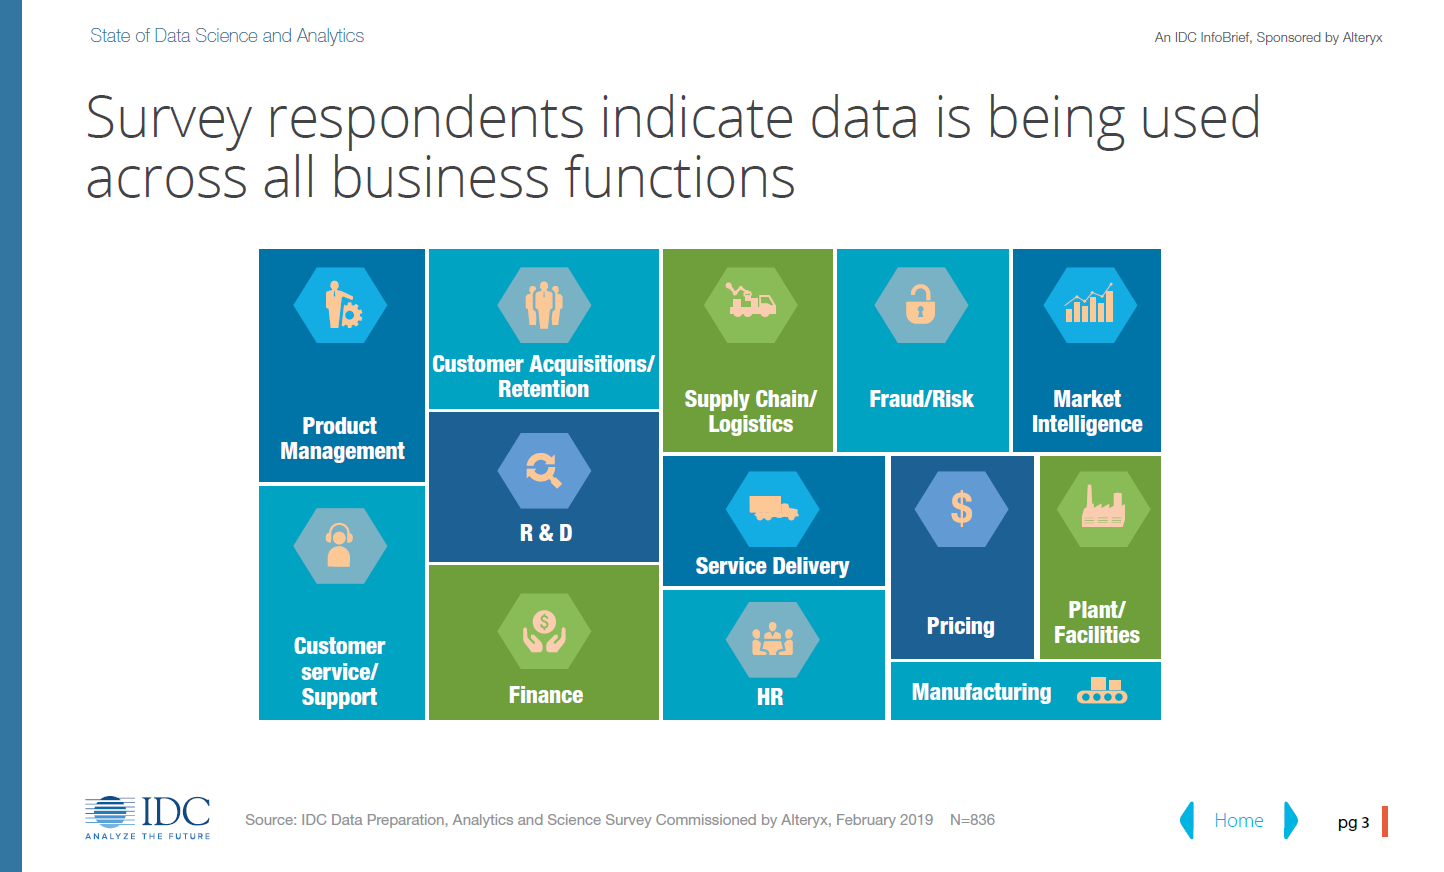 State of Data Science and Analytics
An IDC InfoBrief, Sponsored by Alteryx
Survey respondents indicate data is being used
across all business functions
Product
Management
Customer Acquisitions/
Retention
Supply Chain/
Logistics
Fraud/Risk
Market
Intelligence
R & D
Service Delivery
$
Pricing
Plant/
Facilities
Customer
service/
Support
$
Finance
HR
Manufacturing
IDC
ANALYZE THE FUTURE
Source: IDC Data Preparation, Analytics and Science Survey Commissioned by Alteryx, February 2019 N=836
Home
pg 3